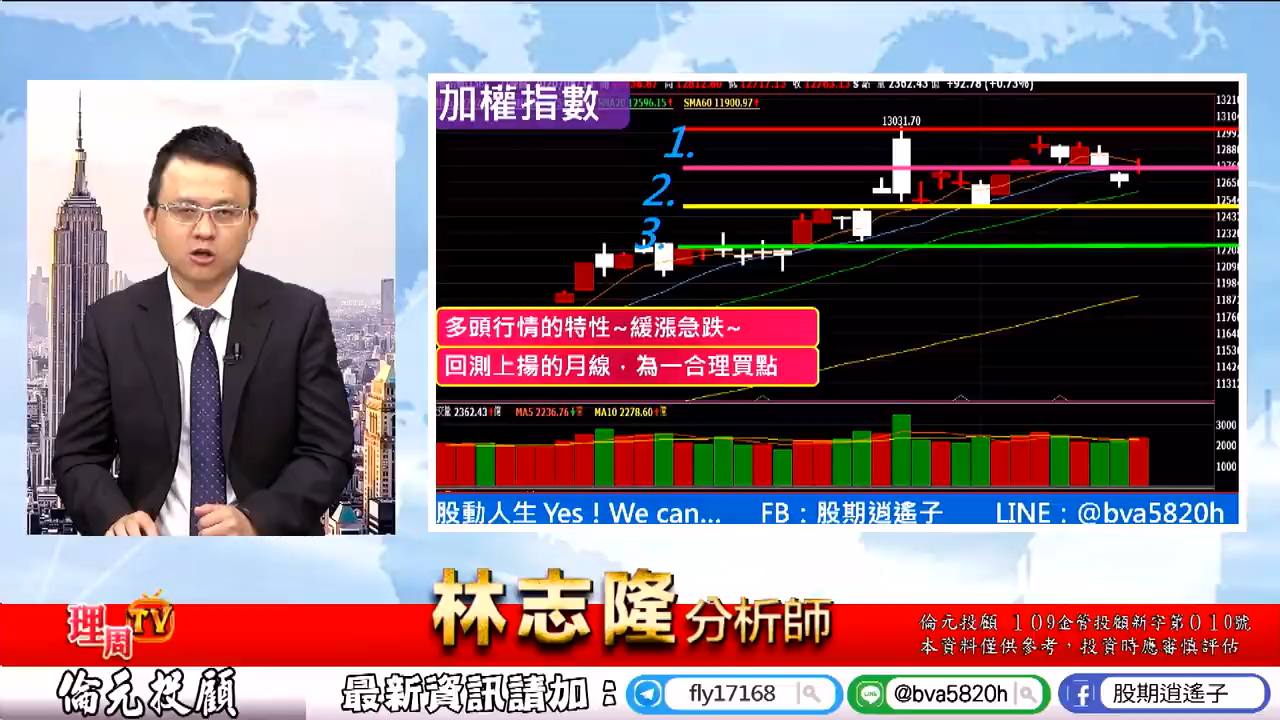 加權指數
12596.15 SMA60 11900.97
+92.78 (+0.73%)
13031.70
1.
2.
3.
多頭行情的特性~緩漲急跌~
回測上揚的月線，為一合理買點
2362.43 MA5 2236.76 MA10 2278.60
3000
2000
1000
股動人生 Yes！We can... FB：股期逍遙子 LINE：@bva5820h
林志隆分析師
理周TV
倫元投顧 109金管投顧新字第010號
本資料僅供參考，投資時應審慎評估
倫元投顧
最新資訊請加： fly17168 @bva5820h 股期逍遙子